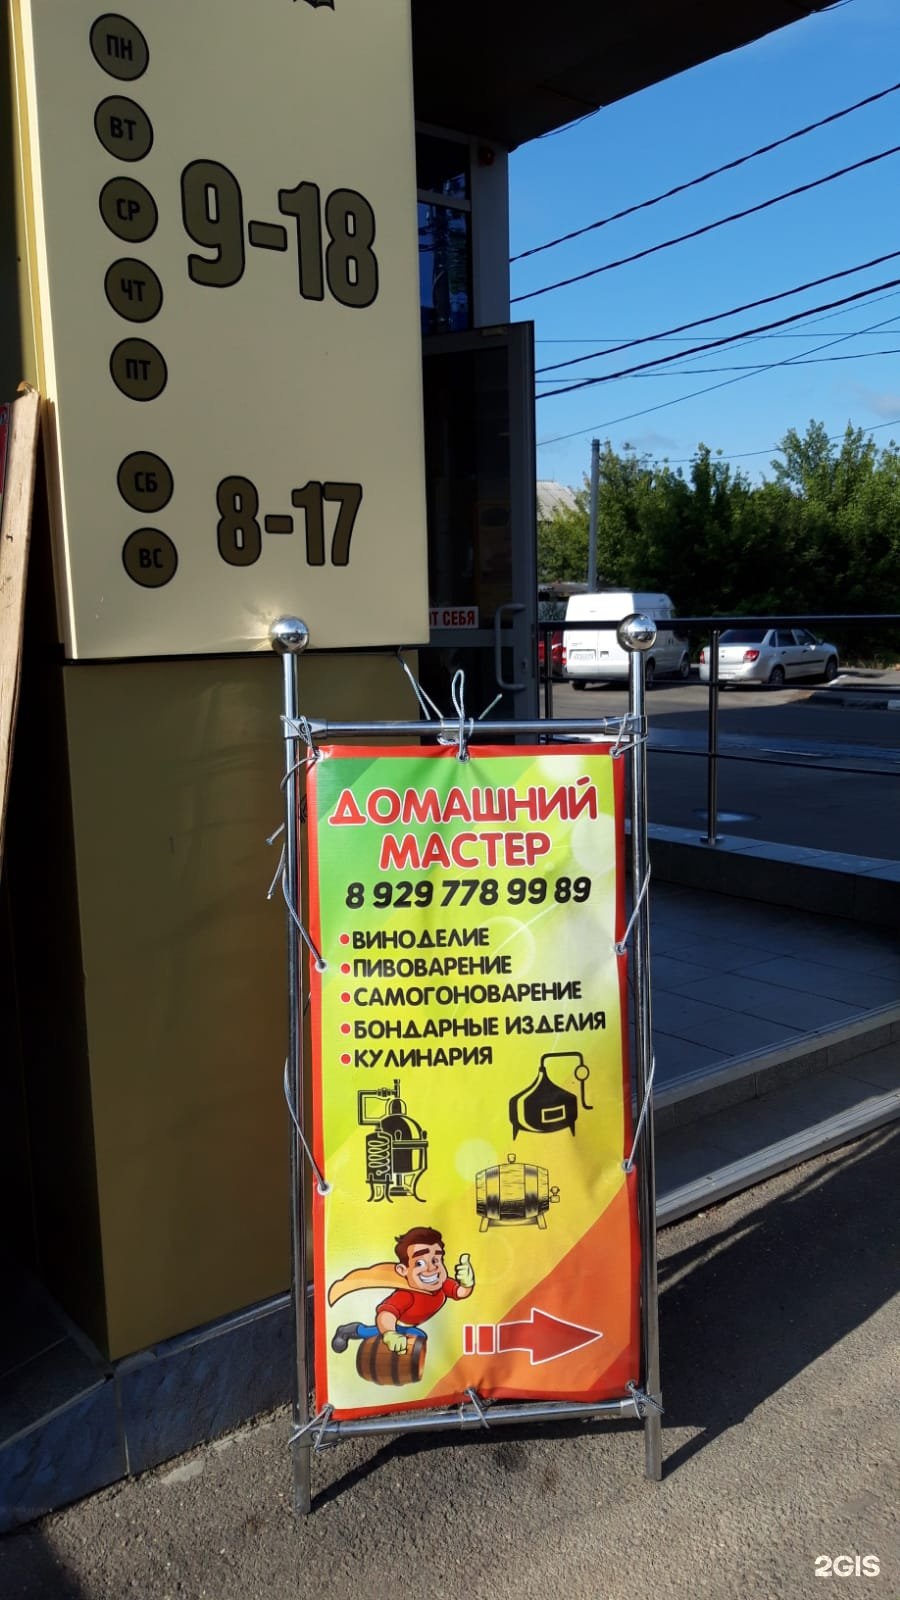 ПН
ВТ
СР
ЧТ
ПТ
9-18
СБ
ВС
8-17
ОТ СЕБЯ
ДОМАШНИЙ
МАСТЕР
8 929 778 99 89
•ВИНОДЕЛИЕ
•ПИВОВАРЕНИЕ
•САМОГОНОВАРЕНИЕ
•БОНДАРНЫЕ ИЗДЕЛИЯ
•КУЛИНАРИЯ
2GIS